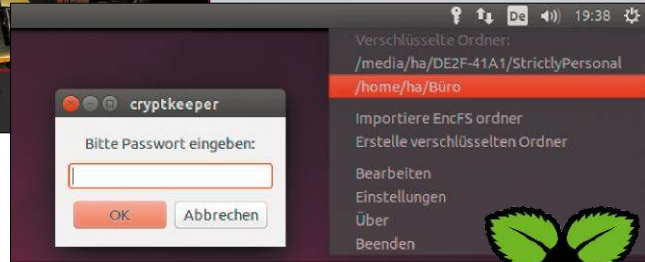 De 19:38
Verschlüsselte Ordner:
/media/ha/DE2F-41A1/StrictlyPersonal
/home/ha/Büro
Importiere EncFS ordner
Erstelle verschlüsselten Ordner
Bearbeiten
Einstellungen
Über
Beenden
cryptkeeper
Bitte Passwort eingeben:
OK Abbrechen